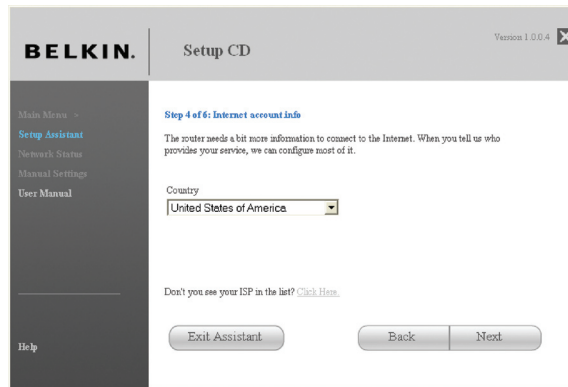 BELKIN.
Setup CD
Version 1.0.0.4
Main Menu
Setup Assistant
Network Status
Manual Settings
User Manual
Help
Step 4 of 6: Internet account info
The router needs a bit more information to connect to the Internet. When you tell us who
provides your service, we can configure most of it.
Country
United States of America
Don't you see your ISP in the list? Click Here.
Exit Assistant
Back
Next